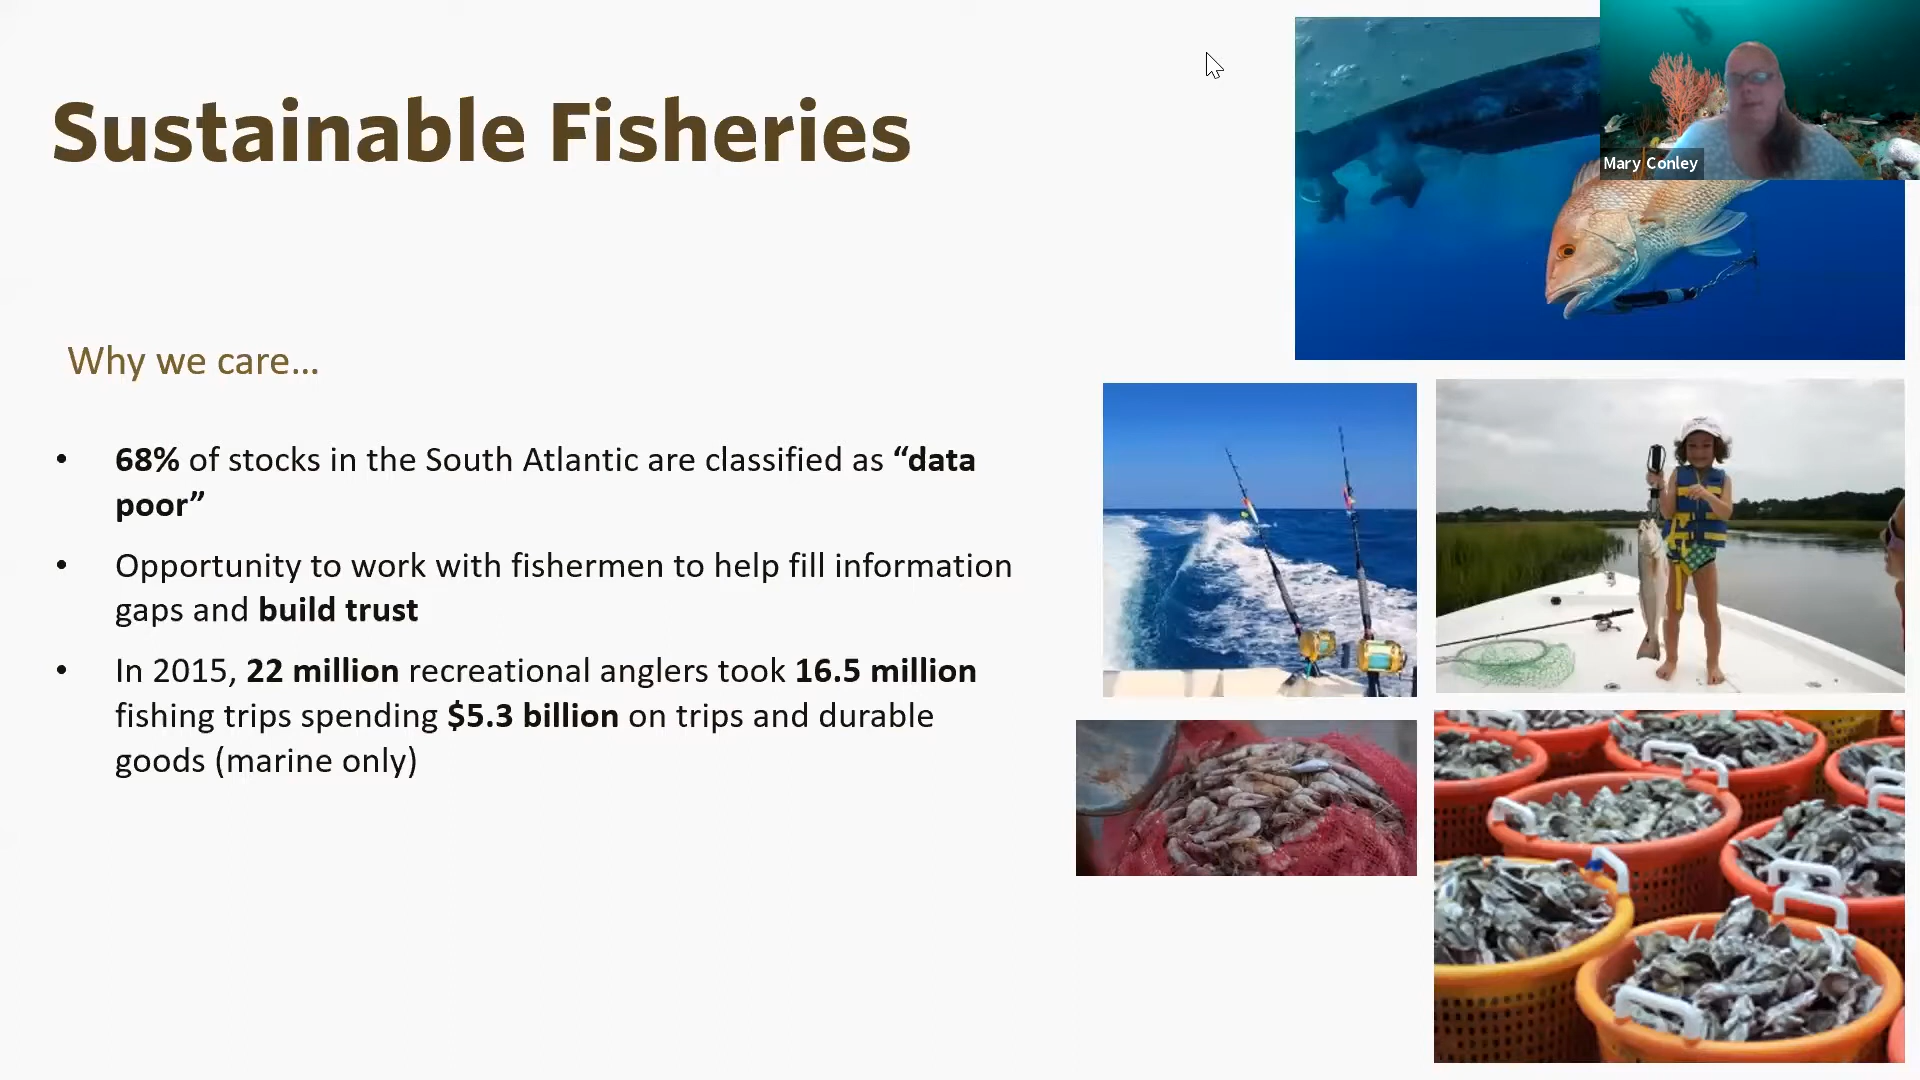 Sustainable Fisheries
Mary Conley
Why we care...
• 68% of stocks in the South Atlantic are classified as “data
poor”
• Opportunity to work with fishermen to help fill information
gaps and build trust
• In 2015, 22 million recreational anglers took 16.5 million
fishing trips spending $5.3 billion on trips and durable
goods (marine only)